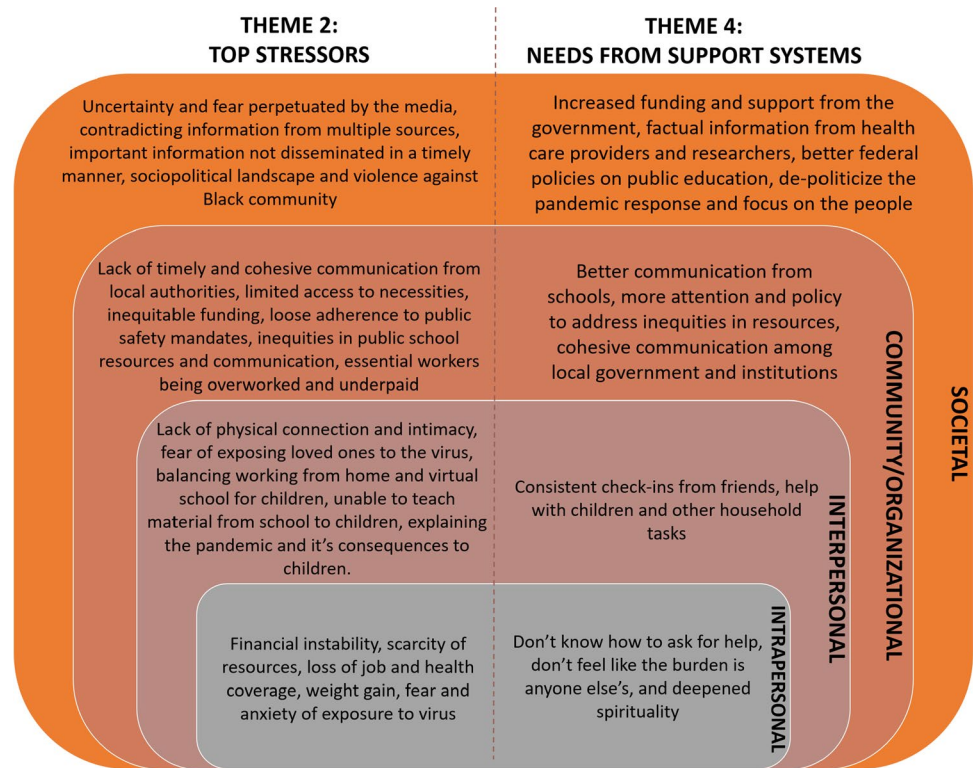 THEME 2:
TOP STRESSORS
THEME 4:
NEEDS FROM SUPPORT SYSTEMS
Uncertainty and fear perpetuated by the media,
contradicting information from multiple sources,
important information not disseminated in a timely
manner, sociopolitical landscape and violence against
Black community
Increased funding and support from the
government, factual information from health
care providers and researchers, better federal
policies on public education, de-politicize the
pandemic response and focus on the people
SOCIETAL
Lack of timely and cohesive communication from
local authorities, limited access to necessities,
inequitable funding, loose adherence to public
safety mandates, inequities in public school
resources and communication, essential workers
being overworked and underpaid
Better communication from
schools, more attention and policy
to address inequities in resources,
cohesive communication among
local government and institutions
COMMUNITY/ORGANIZATIONAL
Lack of physical connection and intimacy,
fear of exposing loved ones to the virus,
balancing working from home and virtual
school for children, unable to teach
material from school to children, explaining
the pandemic and it's consequences to
children.
Consistent check-ins from friends, help
with children and other household
tasks
INTERPERSONAL
Financial instability, scarcity of
resources, loss of job and health
coverage, weight gain, fear and
anxiety of exposure to virus
Don't know how to ask for help,
don't feel like the burden is
anyone else's, and deepened
spirituality
INTRAPERSONAL